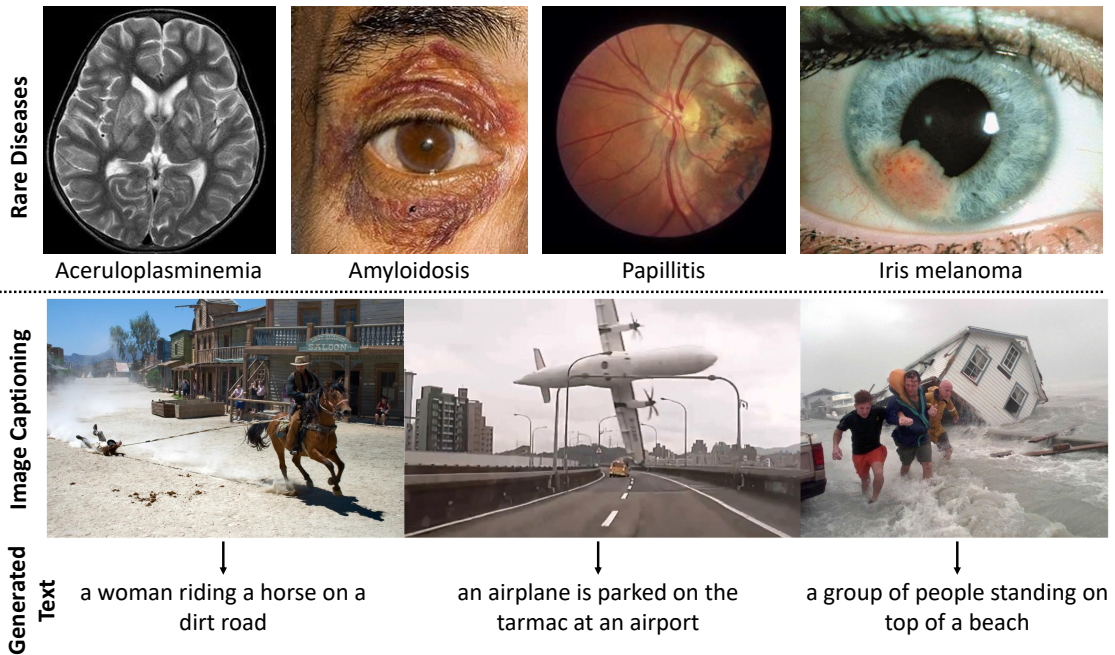 Rare Diseases
Aceruloplasminemia
Amyloidosis
Papillitis
Iris melanoma
Image Captioning
SALOON
Generated
Text
a woman riding a horse on a
dirt road
an airplane is parked on the
tarmac at an airport
a group of people standing on
top of a beach